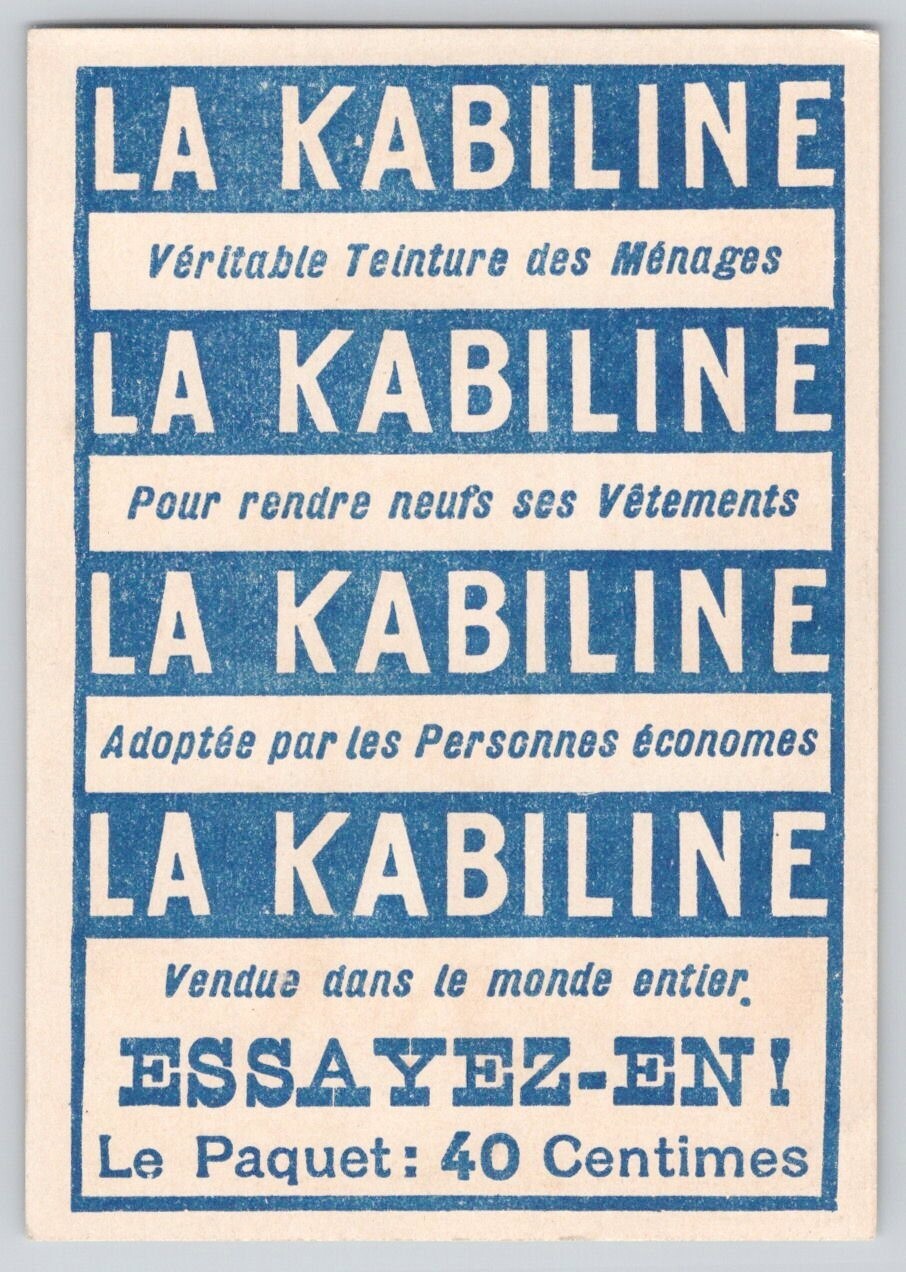 LA KABILINE
Véritable Teinture des Ménages
LA KABILINE
Pour rendre neufs ses Vêtements
LA KABILINE
Adoptée par les Personnes économes
LA KABILINE
Vendue dans le monde entier.
ESSAYEZ-EN!
Le Paquet: 40 Centimes